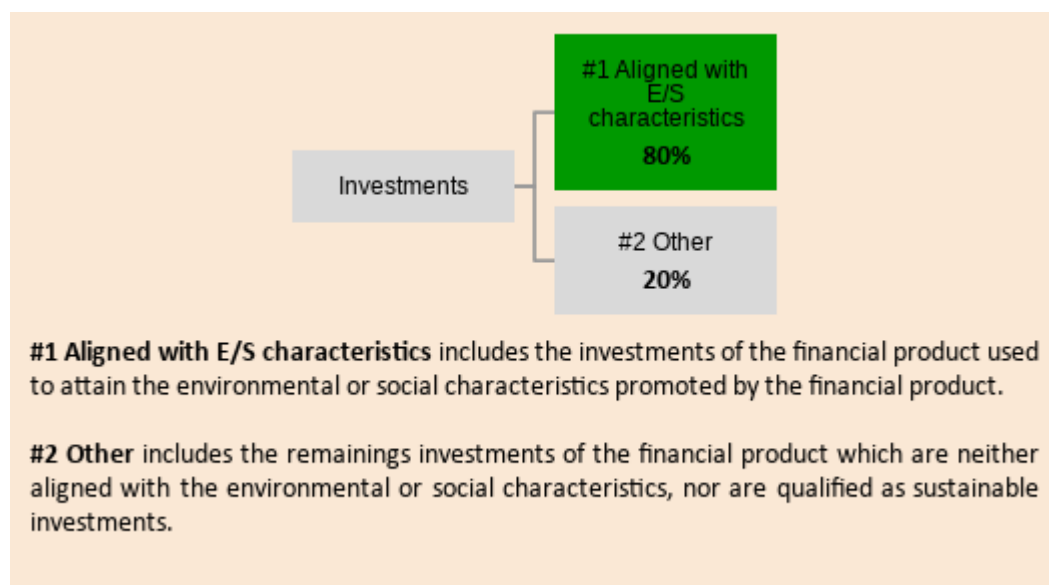 #1 Aligned with
E/S
characteristics
80%
Investments
#2 Other
20%
#1 Aligned with E/S characteristics includes the investments of the financial product used
to attain the environmental or social characteristics promoted by the financial product.
#2 Other includes the remainings investments of the financial product which are neither
aligned with the environmental or social characteristics, nor are qualified as sustainable
investments.